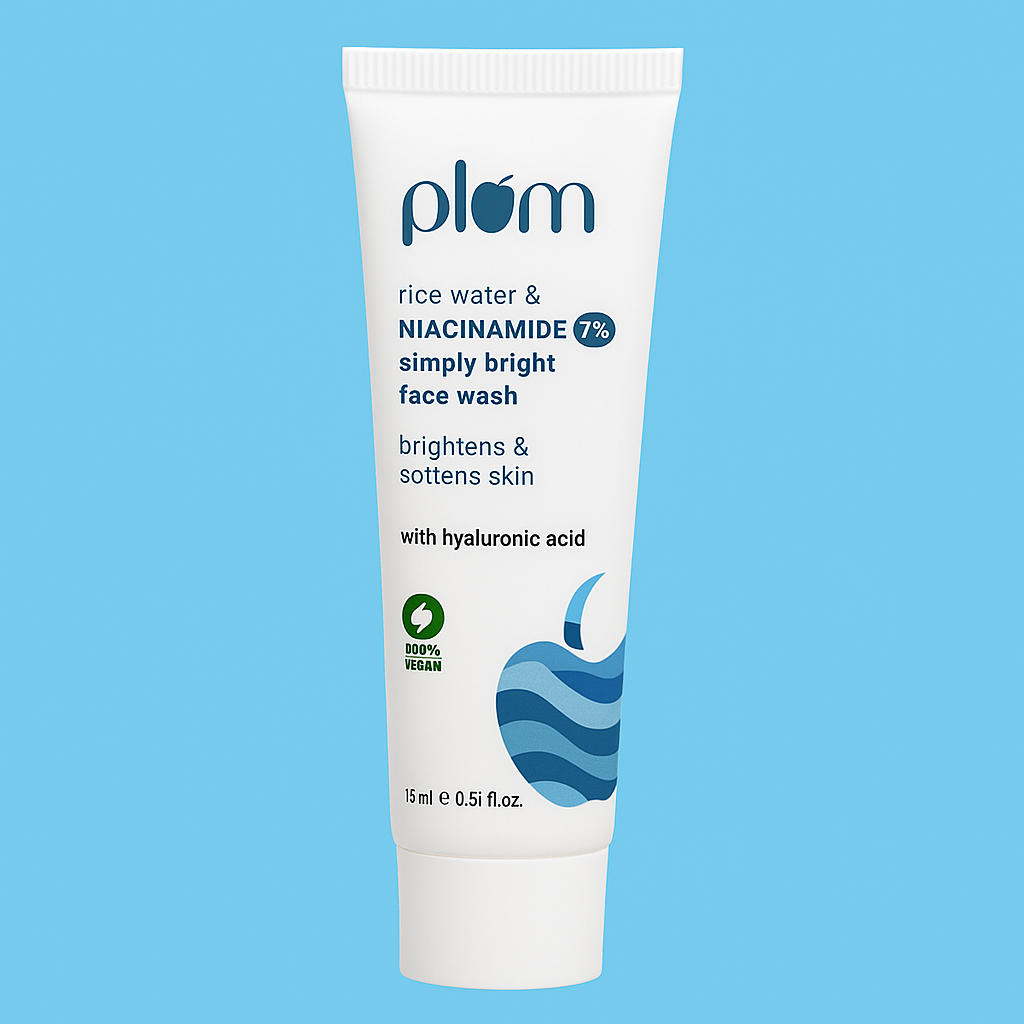 plum
rice water &
NIACINAMIDE 7%
simply bright
face wash
brightens &
sottens skin
with hyaluronic acid
D00%
VEGAN
15 ml e 0.5i fl.oz.